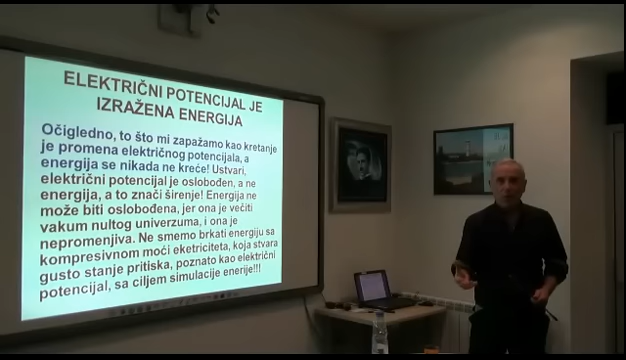 ELEKTRIČNI POTENCIJAL JE
IZRAŽENA ENERGIJA
Očigledno, to što mi zapažamo kao kretanje
je promena električnog potencijala, a
energija se nikada ne kreće! Ustvari,
električni potencijal je oslobođen, a ne
energija, a to znači širenje! Energija ne
može biti oslobođena, jer ona je večiti
vakum nultog univerzuma, i ona je
nepromenjiva. Ne smemo brkati energiju sa
kompresivnom moći eketriciteta, koja stvara
gusto stanje pritiska, poznato kao električni
potencijal, sa ciljem simulacije enerije!!!